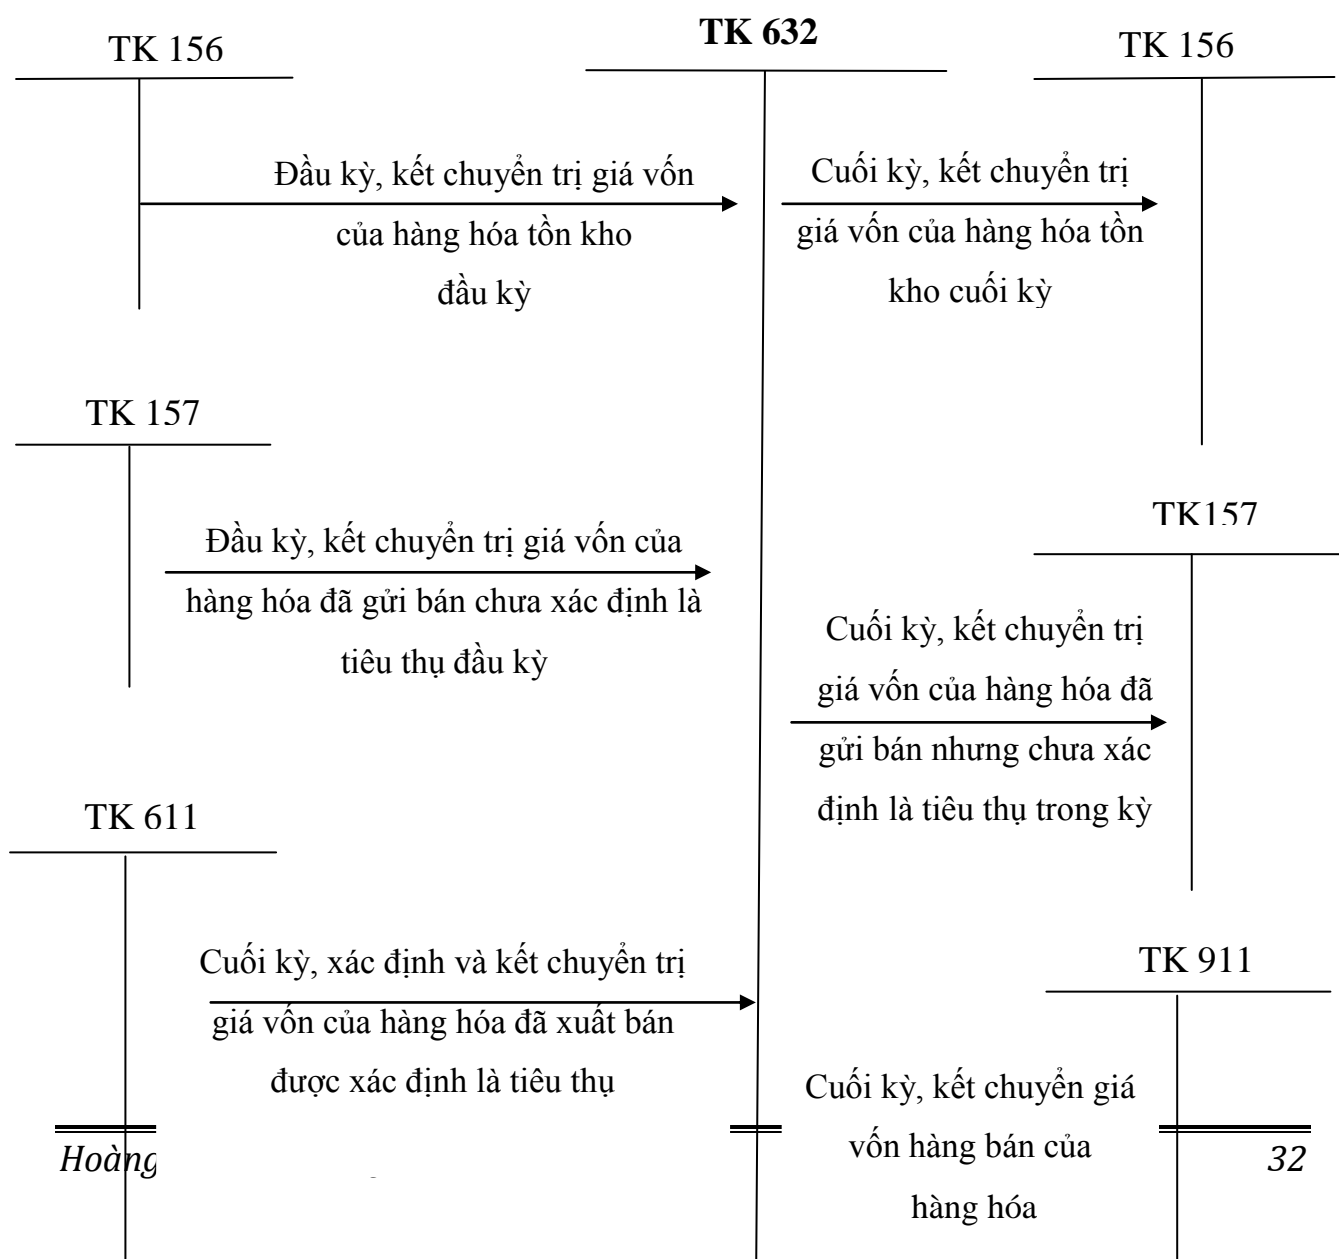 TK 156
TK 632
TK 156
Đầu kỳ, kết chuyển trị giá vốn
của hàng hóa tồn kho
đầu kỳ
Cuối kỳ, kết chuyển trị
giá vốn của hàng hóa tồn
kho cuối kỳ
TK 157
Đầu kỳ, kết chuyển trị giá vốn của
hàng hóa đã gửi bán chưa xác định là
tiêu thụ đầu kỳ
TK157
Cuối kỳ, kết chuyển trị
giá vốn của hàng hóa đã
gửi bán nhưng chưa xác
định là tiêu thụ trong kỳ
TK 611
Cuối kỳ, xác định và kết chuyển trị
giá vốn của hàng hóa đã xuất bán
được xác định là tiêu thụ
TK 911
Cuối kỳ, kết chuyển giá
vốn hàng bán của
hàng hóa
Hoàng
32